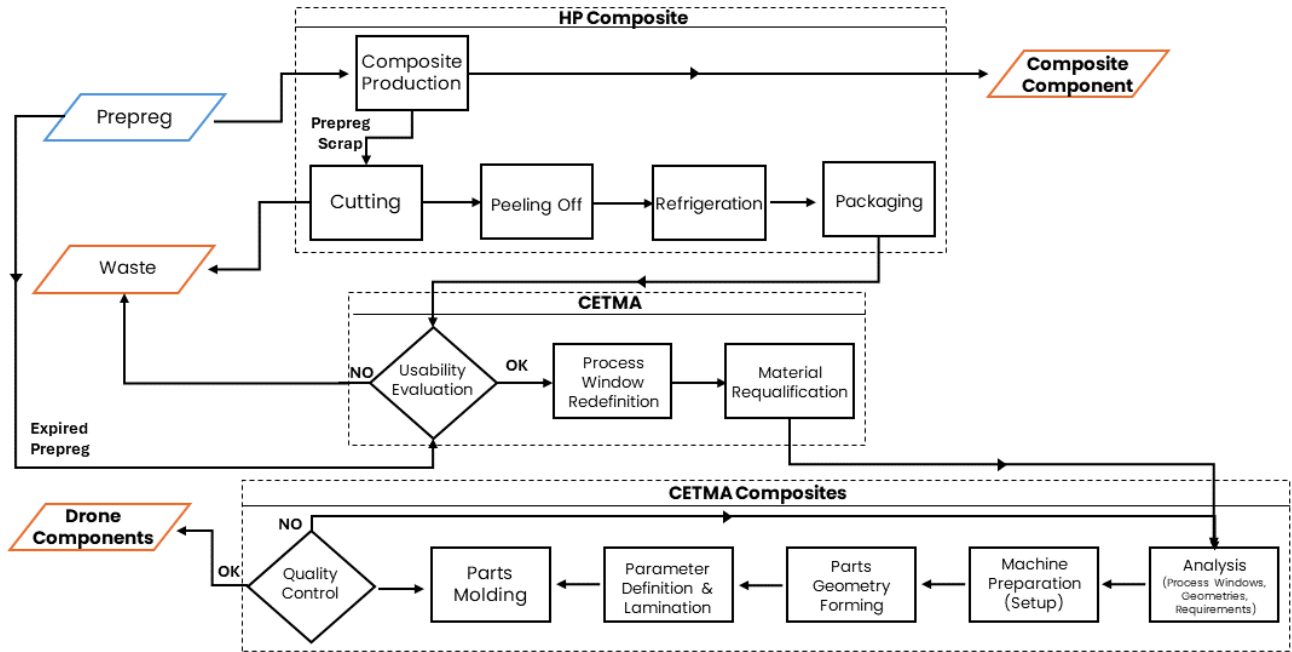 HP Composite
Composite
Production
Composite
Component
Prepreg
Prepreg
Scrap
Cutting
Peeling Off
Refrigeration
Packaging
Waste
CETMA
NO
Usability
Evaluation
OK
Process
Window
Redefinition
Material
Requalification
Expired
Prepreg
CETMA Composites
Drone
Components
NO
OK
Quality
Control
Parts
Molding
Parameter
Definition &
Lamination
Parts
Geometry
Forming
Machine
Preparation
(Setup)
Analysis
(Process Windows,
Geometries,
Requirements)